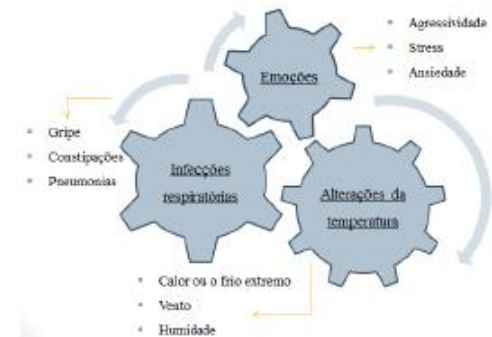 Agressividade
Stress
Ansiedade
Emoções
Gripe
Constipações
Pneumonias
Infecções
respiratórias
Alterações da
temperatura
Calor ou o frio extremo
Vento
Humidade